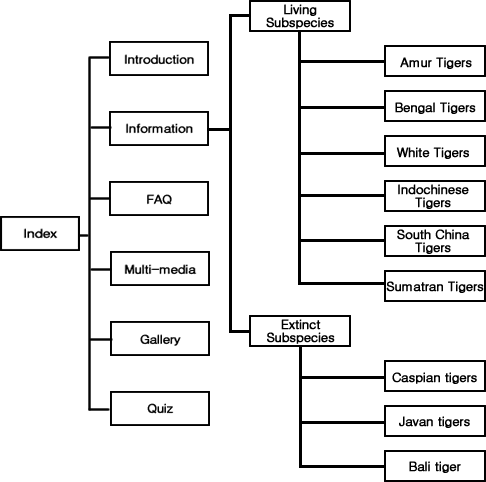 Index
Introduction
Information
FAQ
Multi-media
Gallery
Quiz
Living
Subspecies
Amur Tigers
Bengal Tigers
White Tigers
Indochinese
Tigers
South China
Tigers
Sumatran Tigers
Extinct
Subspecies
Caspian tigers
Javan tigers
Bali tiger